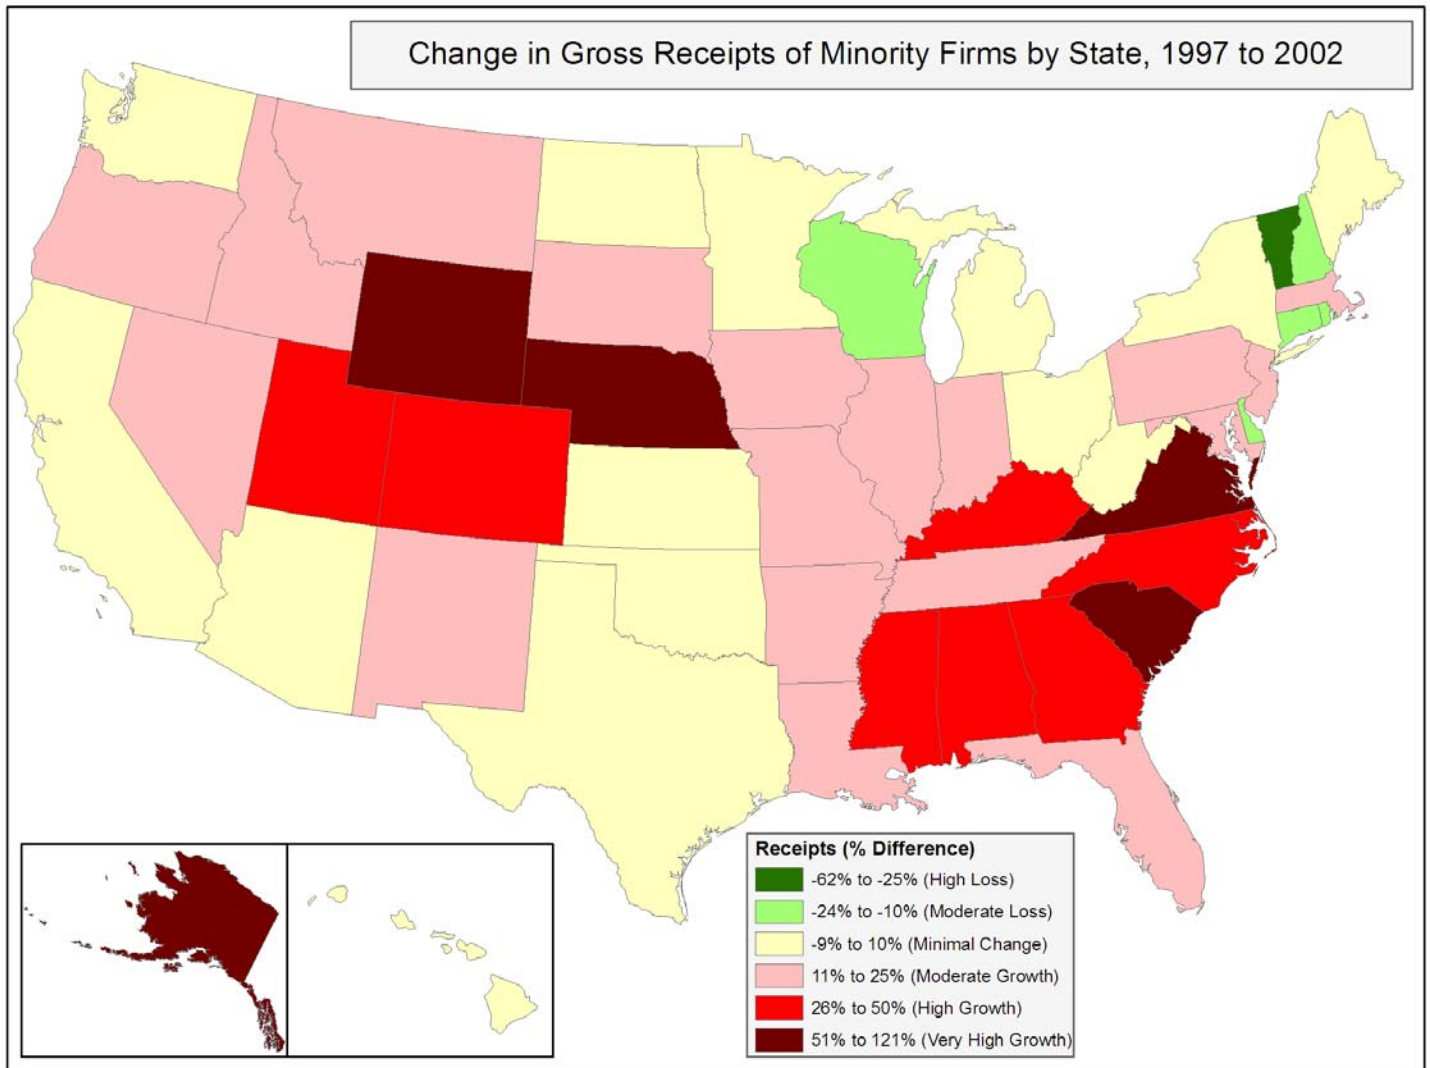 Change in Gross Receipts of Minority Firms by State, 1997 to 2002
Receipts (% Difference)
-62% to -25% (High Loss)
-24% to -10% (Moderate Loss)
-9% to 10% (Minimal Change)
11% to 25% (Moderate Growth)
26% to 50% (High Growth)
51% to 121% (Very High Growth)